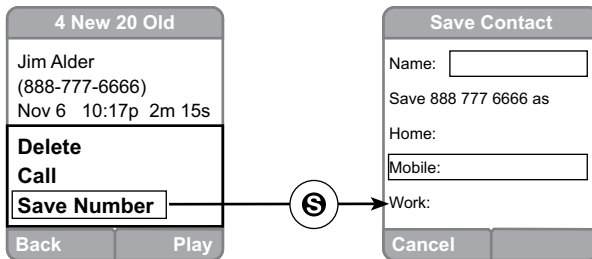 4 New 20 Old
Jim Alder
(888-777-6666)
Nov 6 10:17p 2m 15s
Delete
Call
Save Number
Back Play
S
Save Contact
Name:
Save 888 777 6666 as
Home:
Mobile:
Work:
Cancel